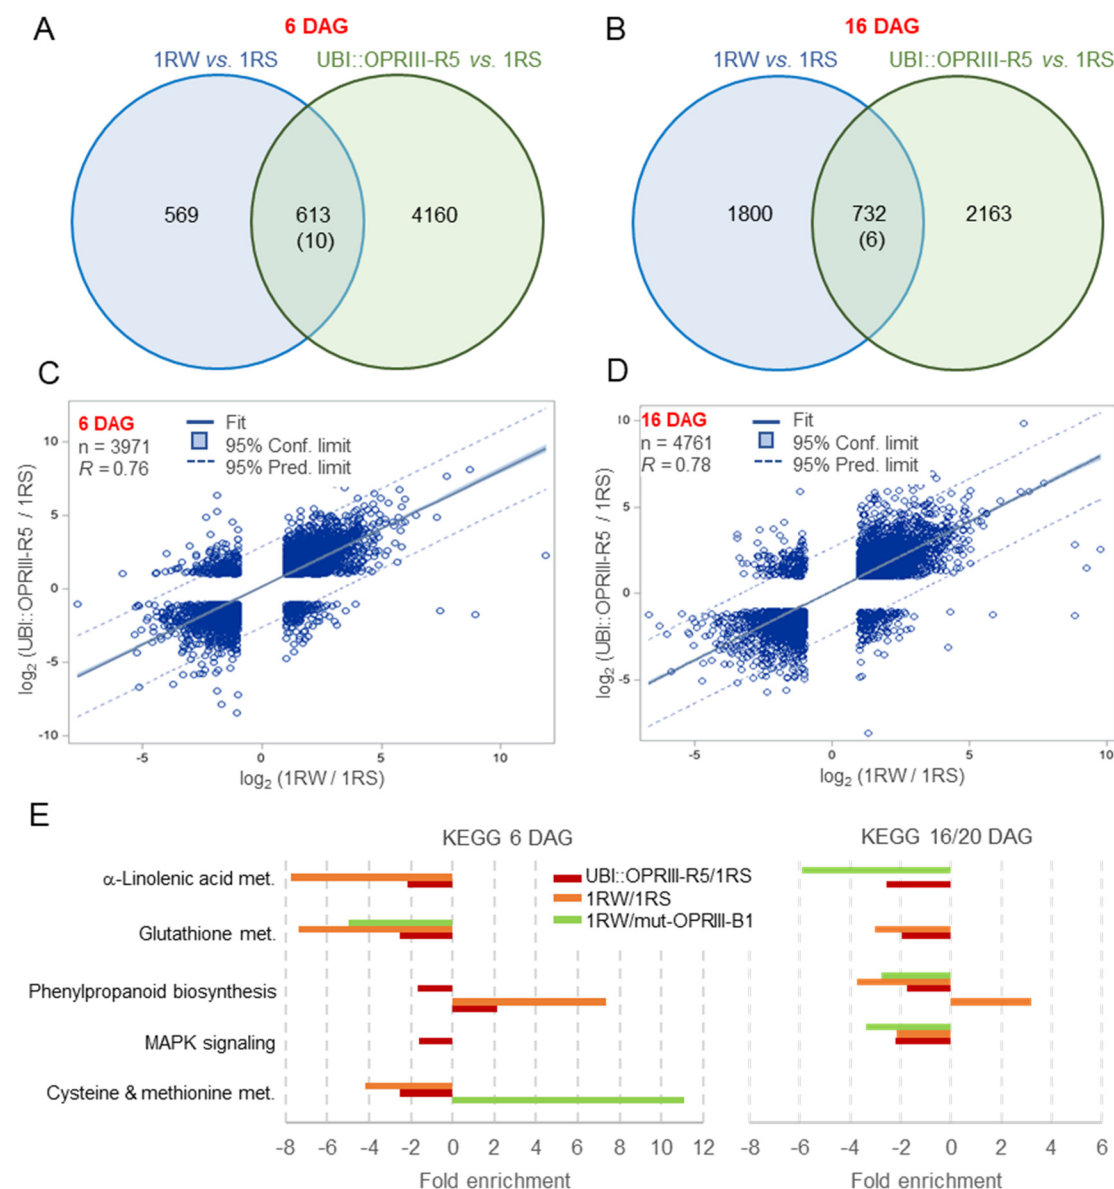 A
6 DAG
1RW vs. 1RS
UBI::OPRIII-R5 vs. 1RS
569
613
(10)
4160
B
16 DAG
1RW vs. 1RS
UBI::OPRIII-R5 vs. 1RS
1800
732
(6)
2163
C
6 DAG
n = 3971
R = 0.76
Fit
95% Conf. limit
95% Pred. limit
log2 (UBI::OPRIII-R5 / 1RS)
10
5
0
-5
-10
-5
0
5
10
log2 (1RW / 1RS)
D
16 DAG
n = 4761
R = 0.78
Fit
95% Conf. limit
95% Pred. limit
log2 (UBI::OPRIII-R5 / 1RS)
10
5
0
-5
-5
0
5
10
log2 (1RW / 1RS)
E
KEGG 6 DAG
KEGG 16/20 DAG
UBI::OPRIII-R5/1RS
1RW/1RS
1RW/mut-OPRIII-B1
α-Linolenic acid met.
Glutathione met.
Phenylpropanoid biosynthesis
MAPK signaling
Cysteine & methionine met.
-8 -6 -4 -2 0 2 4 6 8 10 12
Fold enrichment
-8 -6 -4 -2 0 2 4 6
Fold enrichment